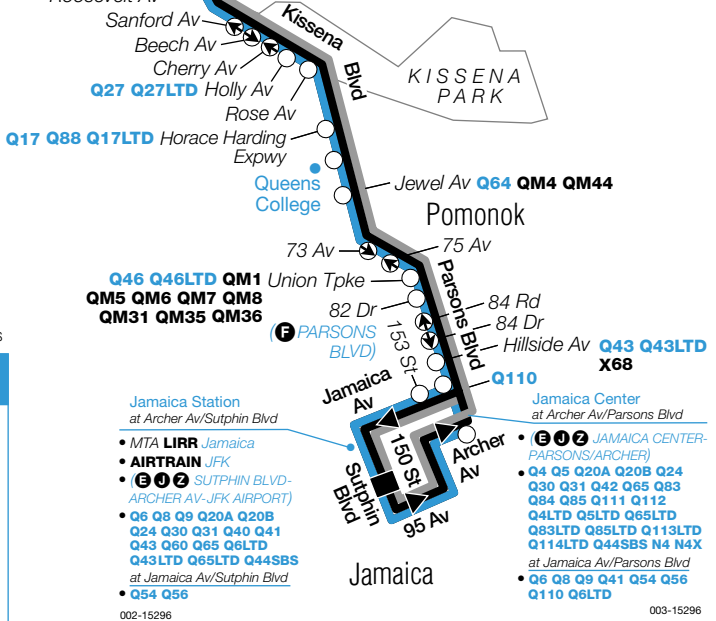 Sanford Av
Kissena
Blvd
Beech Av
Cherry Av
KISSENA
PARK
Q27 Q27LTD Holly Av
Rose Av
Q17 Q88 Q17LTD Horace Harding
Expwy
Queens
College
Jewel Av Q64 QM4 QM44
Pomonok
73 Av
75 Av
Q46 Q46LTD QM1 Union Tpke
QM5 QM6 QM7 QM8
QM31 QM35 QM36
Parsons Blvd
82 Dr
84 Rd
84 Dr
(F PARSONS
BLVD)
153 St
Hillside Av Q43 Q43LTD
X68
Q110
Jamaica
Av
150 St
Archer
Av
Sutphin
Blvd
95 Av
Jamaica
Jamaica Station
at Archer Av/Sutphin Blvd
• MTA LIRR Jamaica
• AIRTRAIN JFK
• (E J Z SUTPHIN BLVD-
ARCHER AV-JFK AIRPORT)
• Q6 Q8 Q9 Q20A Q20B
Q24 Q30 Q31 Q40 Q41
Q43 Q60 Q65 Q6LTD
Q43LTD Q65LTD Q44SBS
at Jamaica Av/Sutphin Blvd
• Q54 Q56
002-15296
Jamaica Center
at Archer Av/Parsons Blvd
• (E J Z JAMAICA CENTER-
PARSONS/ARCHER)
• Q4 Q5 Q20A Q20B Q24
Q30 Q31 Q42 Q65 Q83
Q84 Q85 Q111 Q112
Q4LTD Q5LTD Q65LTD
Q83LTD Q85LTD Q113LTD
Q114LTD Q44SBS N4 N4X
at Jamaica Av/Parsons Blvd
• Q6 Q8 Q9 Q41 Q54 Q56
Q110 Q6LTD
003-15296